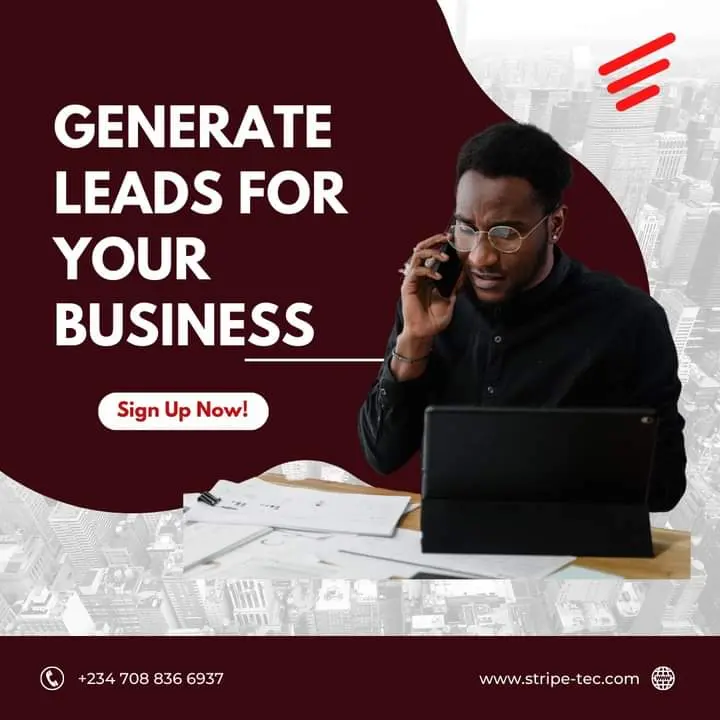 GENERATE
LEADS FOR
YOUR
BUSINESS
Sign Up Now!
+234 708 836 6937
www.stripe-tec.com